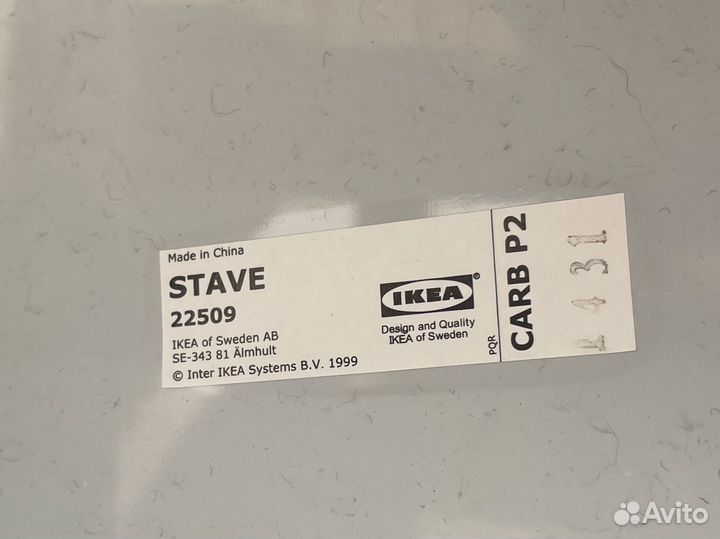 Made in China
STAVE
22509
IKEA of Sweden AB
SE-343 81 Älmhult
© Inter IKEA Systems B.V. 1999
IKEA®
Design and Quality
IKEA of Sweden
PQR
CARB P2
1431
Avito